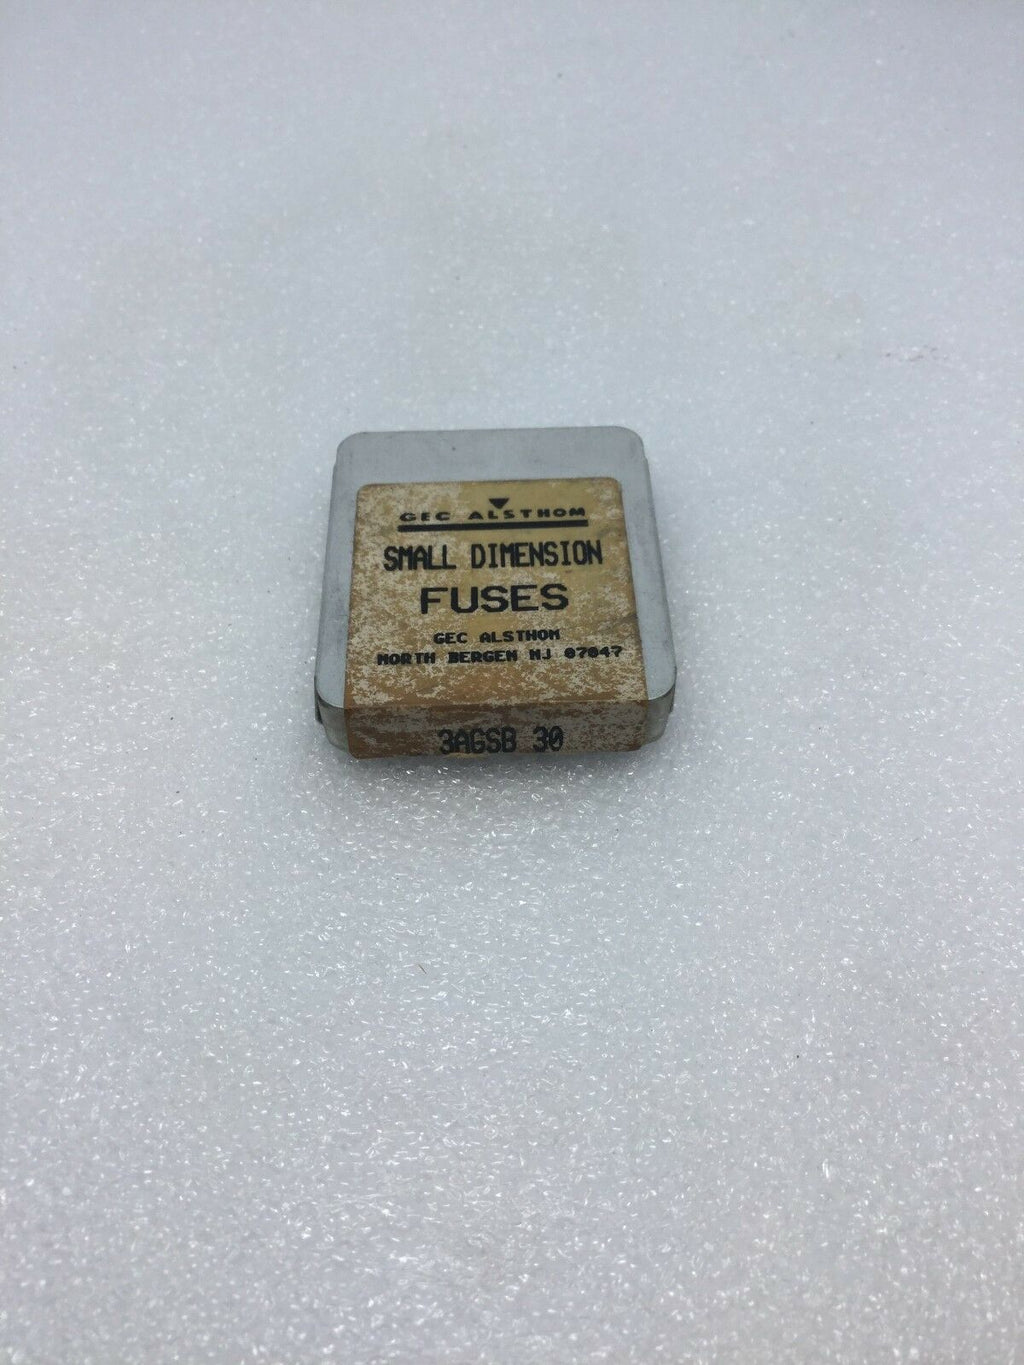 GEC ALSTHOM
SMALL DIMENSION
FUSES
GEC ALSTHOM
NORTH BERGEN NJ 07047
3AGSB 30